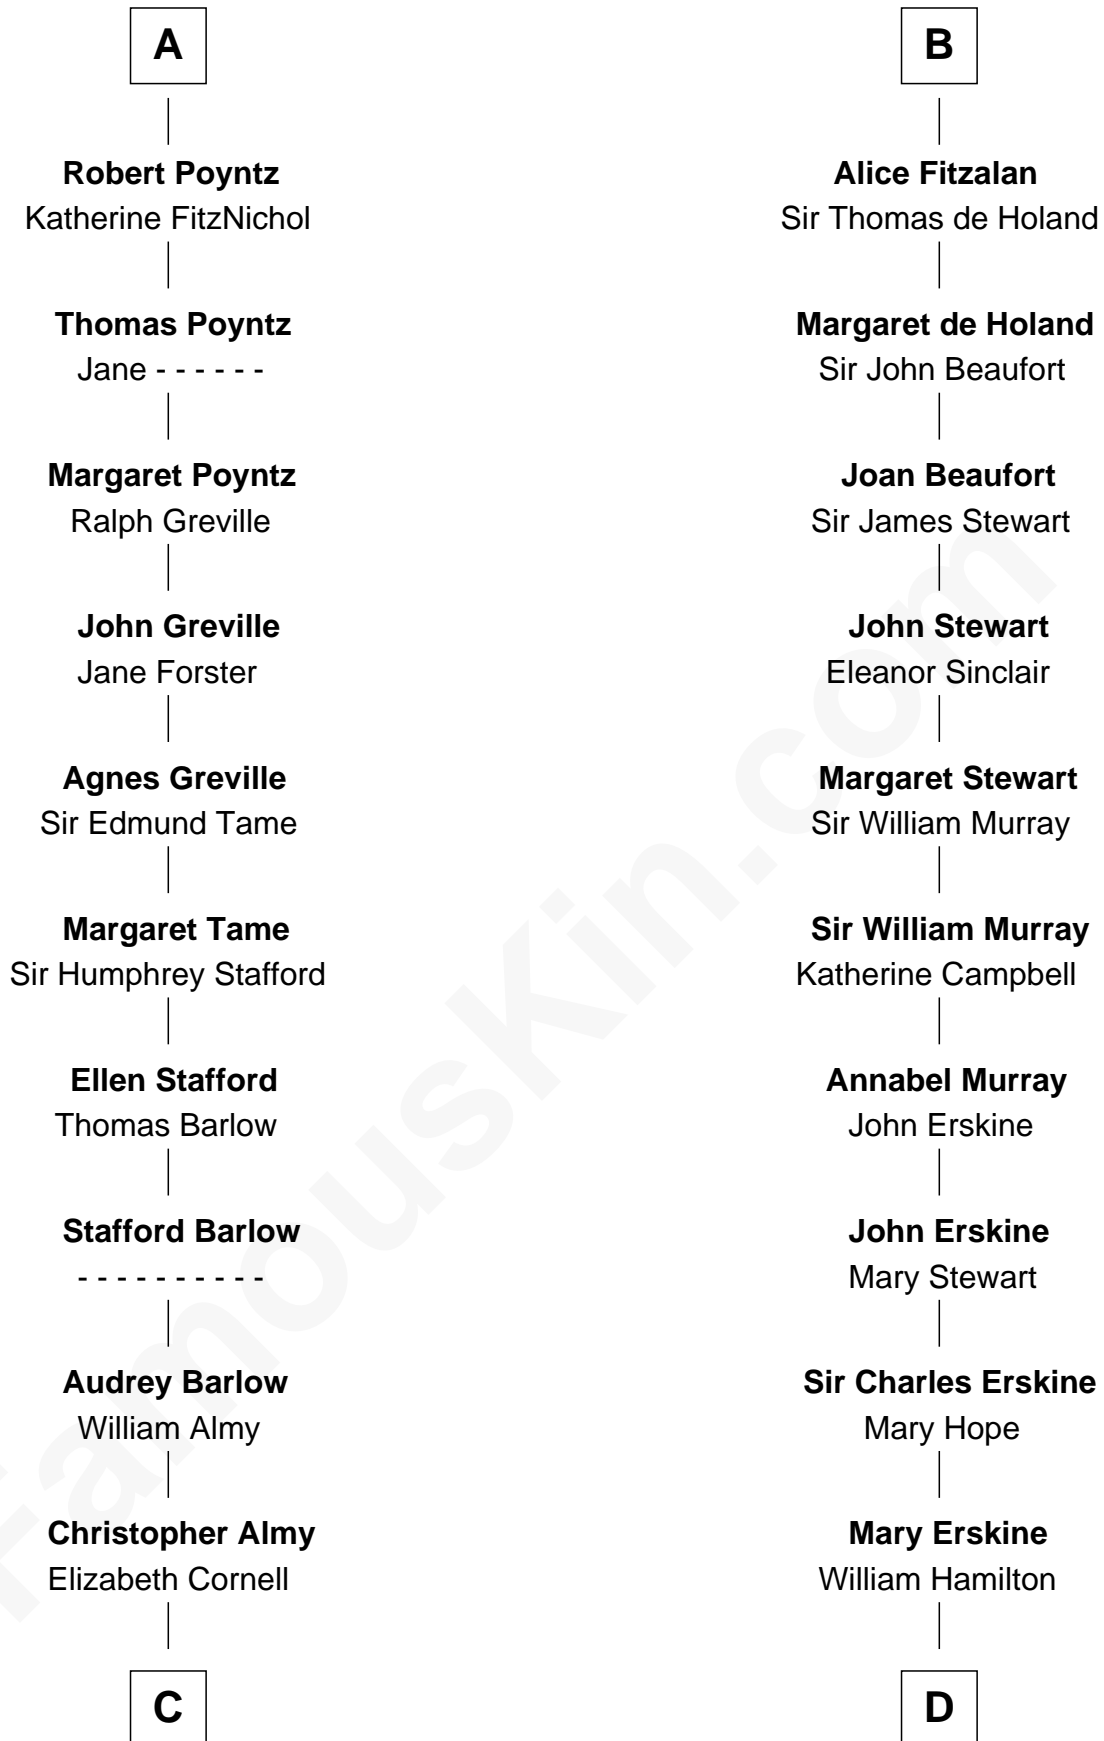 A
Robert Poyntz
Katherine FitzNichol
Thomas Poyntz
Jane - - - - - -
Margaret Poyntz
Ralph Greville
John Greville
Jane Forster
Agnes Greville
Sir Edmund Tame
Margaret Tame
Sir Humphrey Stafford
Ellen Stafford
Thomas Barlow
Stafford Barlow
- - - - - - - - - -
Audrey Barlow
William Almy
Christopher Almy
Elizabeth Cornell
C
B
Alice Fitzalan
Sir Thomas de Holand
Margaret de Holand
Sir John Beaufort
Joan Beaufort
Sir James Stewart
John Stewart
Eleanor Sinclair
Margaret Stewart
Sir William Murray
Sir William Murray
Katherine Campbell
Annabel Murray
John Erskine
John Erskine
Mary Stewart
Sir Charles Erskine
Mary Hope
Mary Erskine
William Hamilton
D
FamousKin.com